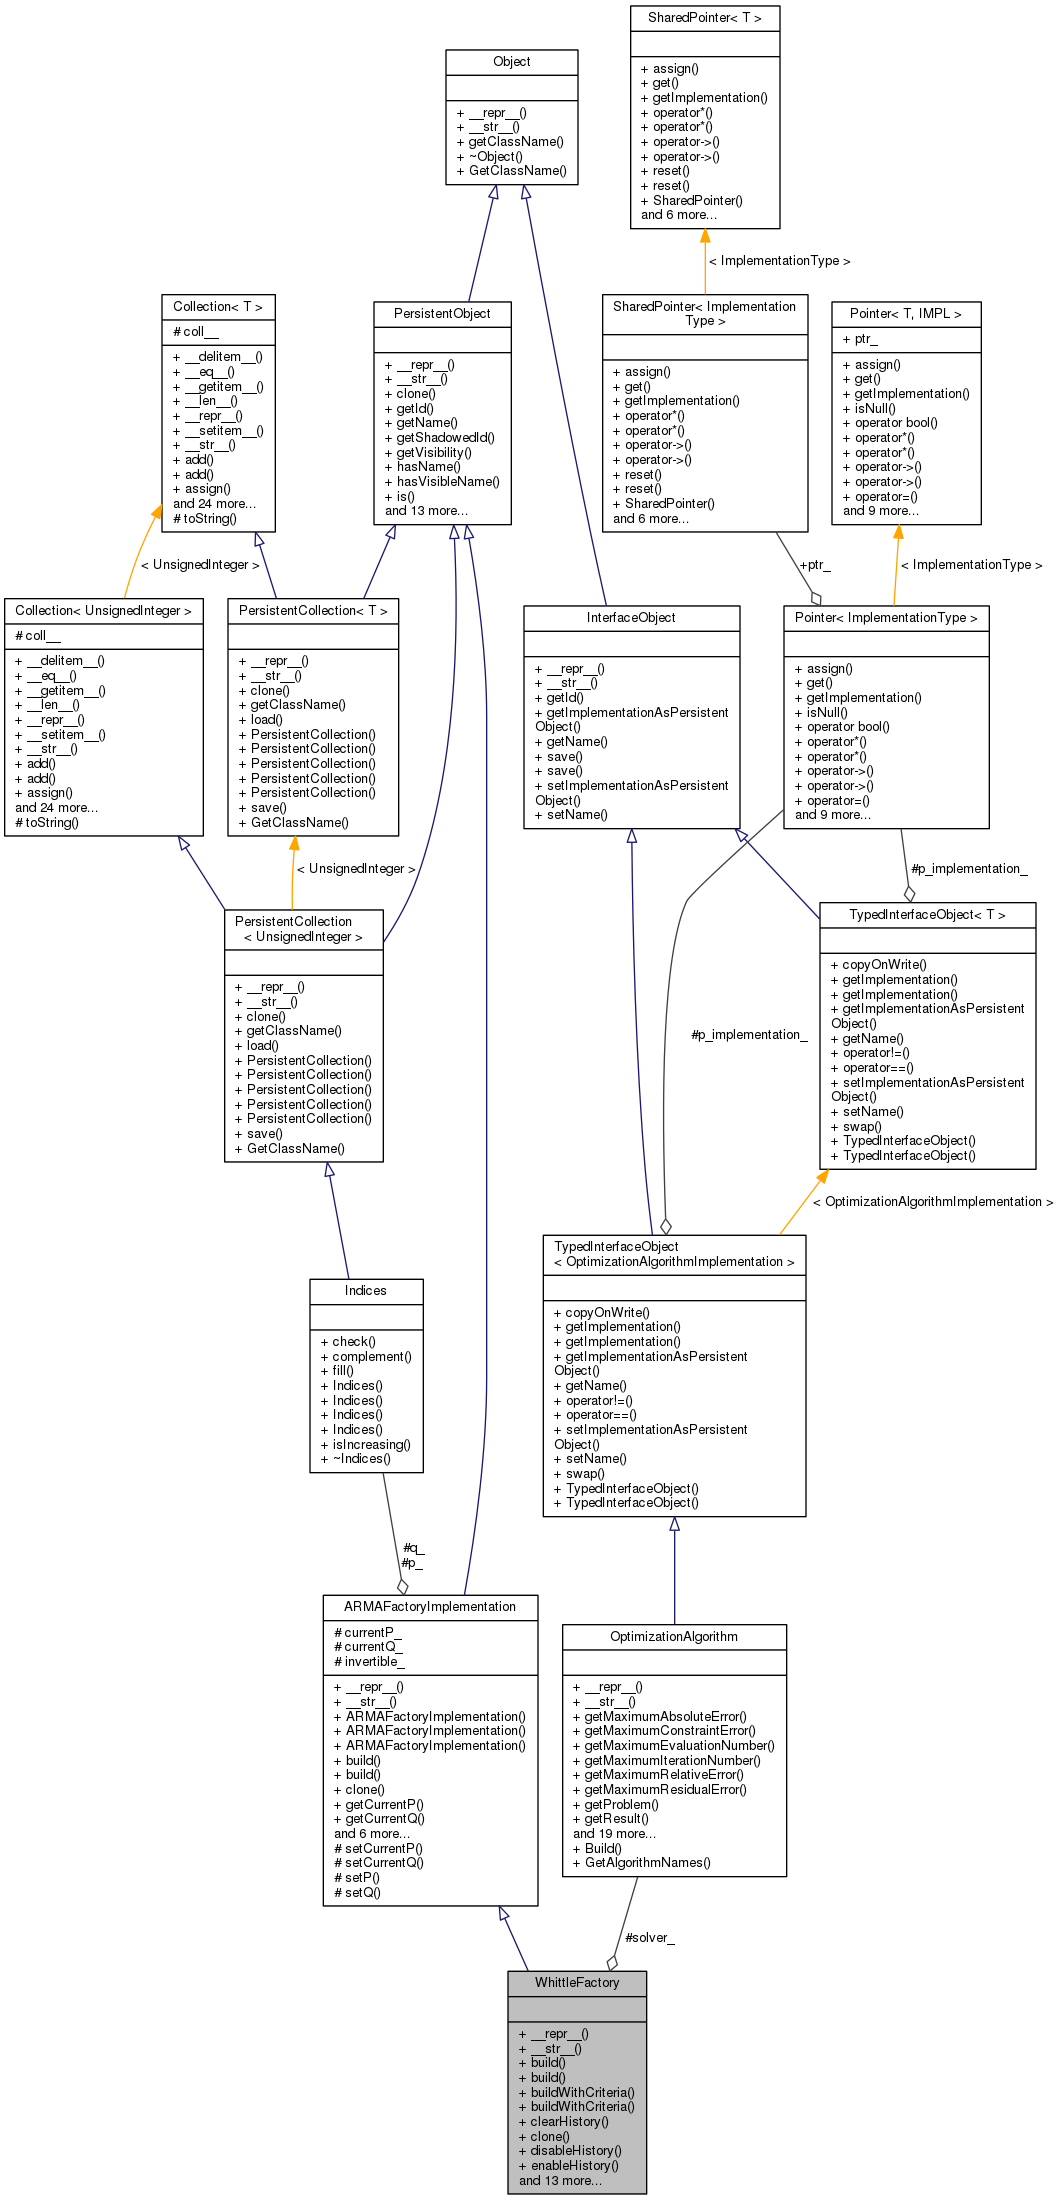 SharedPointer< T >
+ assign()
+ get()
+ getImplementation()
+ operator*()
+ operator*()
+ operator->()
+ operator->()
+ reset()
+ reset()
+ SharedPointer()
and 6 more...
Object
+ __repr__()
+ __str__()
+ getClassName()
+ ~Object()
+ GetClassName()
< ImplementationType >
Collection< T >
# coll__
+ __delitem__()
+ __eq__()
+ __getitem__()
+ __len__()
+ __repr__()
+ __setitem__()
+ __str__()
+ add()
+ add()
+ assign()
and 24 more...
# toString()
PersistentObject
+ __repr__()
+ __str__()
+ clone()
+ getId()
+ getName()
+ getShadowedId()
+ getVisibility()
+ hasName()
+ hasVisibleName()
+ is()
and 13 more...
SharedPointer< Implementation
Type >
+ assign()
+ get()
+ getImplementation()
+ operator*()
+ operator*()
+ operator->()
+ operator->()
+ reset()
+ reset()
+ SharedPointer()
and 6 more...
Pointer< T, IMPL >
+ ptr_
+ assign()
+ get()
+ getImplementation()
+ isNull()
+ operator bool()
+ operator*()
+ operator*()
+ operator->()
+ operator->()
+ operator=()
and 9 more...
< UnsignedInteger >
+ptr_
< ImplementationType >
Collection< UnsignedInteger >
# coll__
+ __delitem__()
+ __eq__()
+ __getitem__()
+ __len__()
+ __repr__()
+ __setitem__()
+ __str__()
+ add()
+ add()
+ assign()
and 24 more...
# toString()
PersistentCollection< T >
+ __repr__()
+ __str__()
+ clone()
+ getClassName()
+ load()
+ PersistentCollection()
+ PersistentCollection()
+ PersistentCollection()
+ PersistentCollection()
+ PersistentCollection()
+ save()
+ GetClassName()
InterfaceObject
+ __repr__()
+ __str__()
+ getId()
+ getImplementationAsPersistent
Object()
+ getName()
+ save()
+ save()
+ setImplementationAsPersistent
Object()
+ setName()
Pointer< ImplementationType >
+ assign()
+ get()
+ getImplementation()
+ isNull()
+ operator bool()
+ operator*()
+ operator*()
+ operator->()
+ operator->()
+ operator=()
and 9 more...
< UnsignedInteger >
#p_implementation_
PersistentCollection
< UnsignedInteger >
+ __repr__()
+ __str__()
+ clone()
+ getClassName()
+ load()
+ PersistentCollection()
+ PersistentCollection()
+ PersistentCollection()
+ PersistentCollection()
+ PersistentCollection()
+ save()
+ GetClassName()
#p_implementation_
TypedInterfaceObject< T >
+ copyOnWrite()
+ getImplementation()
+ getImplementation()
+ getImplementationAsPersistent
Object()
+ getName()
+ operator!=()
+ operator==()
+ setImplementationAsPersistent
Object()
+ setName()
+ swap()
+ TypedInterfaceObject()
+ TypedInterfaceObject()
< OptimizationAlgorithmImplementation >
Indices
+ check()
+ complement()
+ fill()
+ Indices()
+ Indices()
+ Indices()
+ Indices()
+ isIncreasing()
+ ~Indices()
TypedInterfaceObject
< OptimizationAlgorithmImplementation >
+ copyOnWrite()
+ getImplementation()
+ getImplementation()
+ getImplementationAsPersistent
Object()
+ getName()
+ operator!=()
+ operator==()
+ setImplementationAsPersistent
Object()
+ setName()
+ swap()
+ TypedInterfaceObject()
+ TypedInterfaceObject()
#q_
#p_
ARMAFactoryImplementation
# currentP_
# currentQ_
# invertible_
+ __repr__()
+ __str__()
+ ARMAFactoryImplementation()
+ ARMAFactoryImplementation()
+ ARMAFactoryImplementation()
+ build()
+ build()
+ clone()
+ getCurrentP()
+ getCurrentQ()
and 6 more...
# setCurrentP()
# setCurrentQ()
# setP()
# setQ()
OptimizationAlgorithm
+ __repr__()
+ __str__()
+ getMaximumAbsoluteError()
+ getMaximumConstraintError()
+ getMaximumEvaluationNumber()
+ getMaximumIterationNumber()
+ getMaximumRelativeError()
+ getMaximumResidualError()
+ getProblem()
+ getResult()
and 19 more...
+ Build()
+ GetAlgorithmNames()
#solver_
WhittleFactory
+ __repr__()
+ __str__()
+ build()
+ build()
+ buildWithCriteria()
+ buildWithCriteria()
+ clearHistory()
+ clone()
+ disableHistory()
+ enableHistory()
and 13 more...